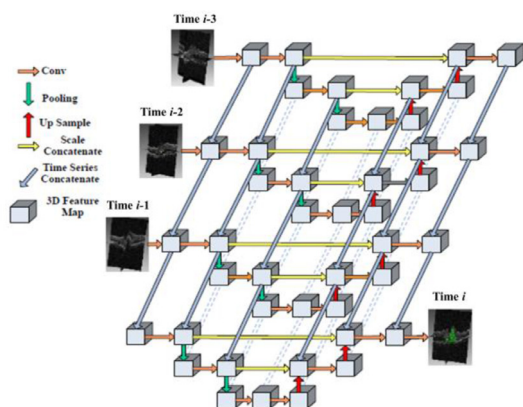 Time i-3
Conv
Pooling
Up Sample
Scale
Concatenate
Time Series
Concatenate
3D Feature
Map
Time i-2
Time i-1
Time i